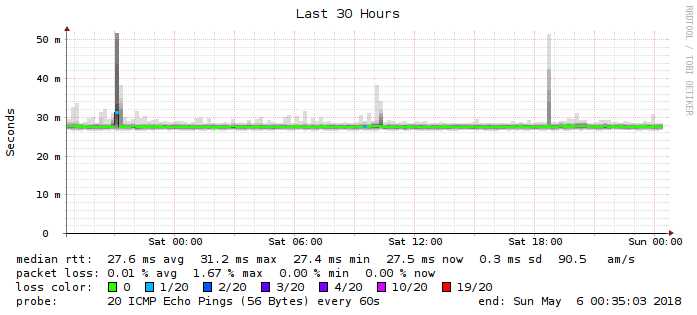 Last 30 Hours
RRDTOOL / TOBI OETIKER
Seconds
50 m
40 m
30 m
20 m
10 m
0
Sat 00:00 Sat 06:00 Sat 12:00 Sat 18:00 Sun 00:00
median rtt: 27.6 ms avg 31.2 ms max 27.4 ms min 27.5 ms now 0.3 ms sd 90.5 am/s
packet loss: 0.01 % avg 1.67 % max 0.00 % min 0.00 % now
loss color: 0 1/20 2/20 3/20 4/20 10/20 19/20
probe: 20 ICMP Echo Pings (56 Bytes) every 60s end: Sun May 6 00:35:03 2018